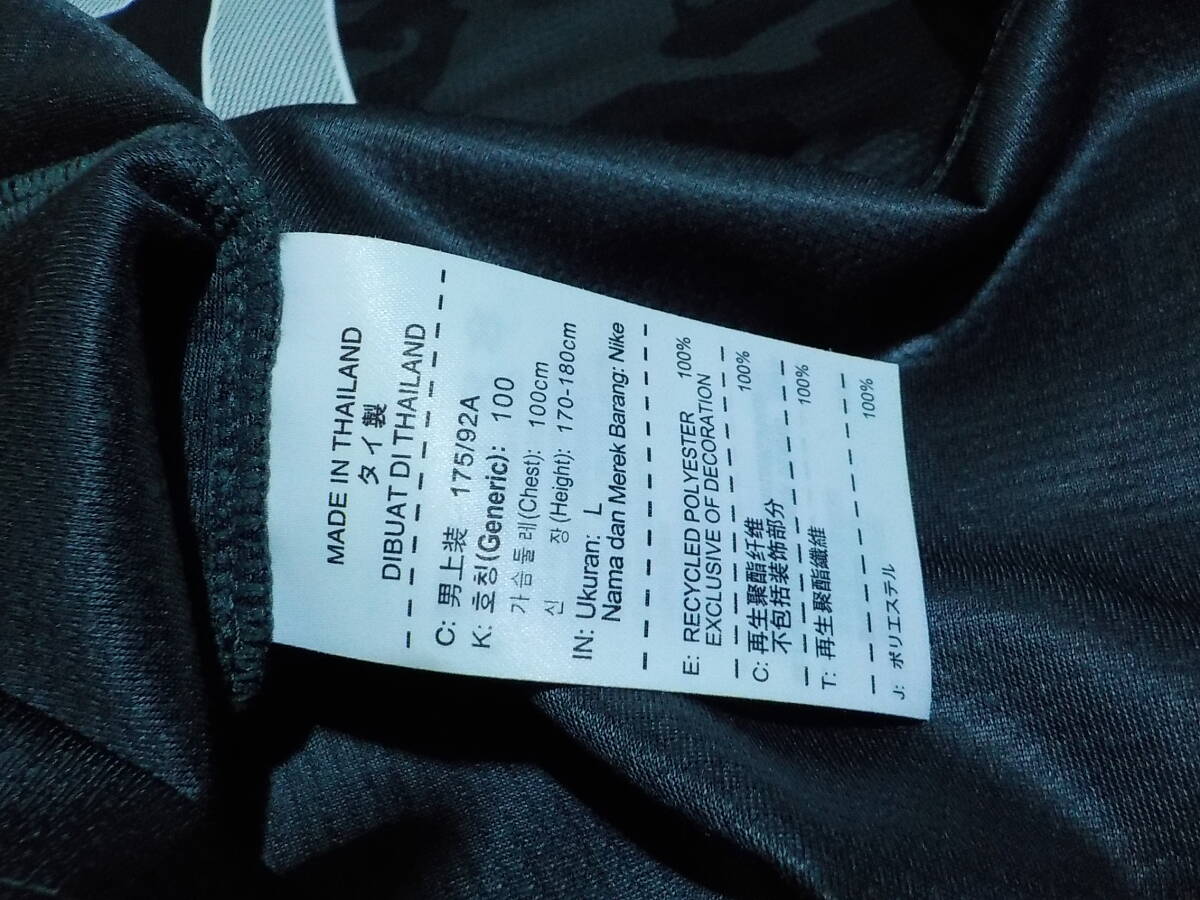 MADE IN THAILAND
タイ製
DIBUAT DI THAILAND
C: 男上装 175/92A
K: 호칭(Generic): 100
가슴둘레(Chest): 100cm
신 장(Height): 170-180cm
IN: Ukuran: L
Nama dan Merek Barang: Nike
E: RECYCLED POLYESTER 100%
EXCLUSIVE OF DECORATION
C: 再生聚酯纤维 100%
不包括装饰部分
T: 再生聚酯纖維 100%
J: ポリエステル 100%